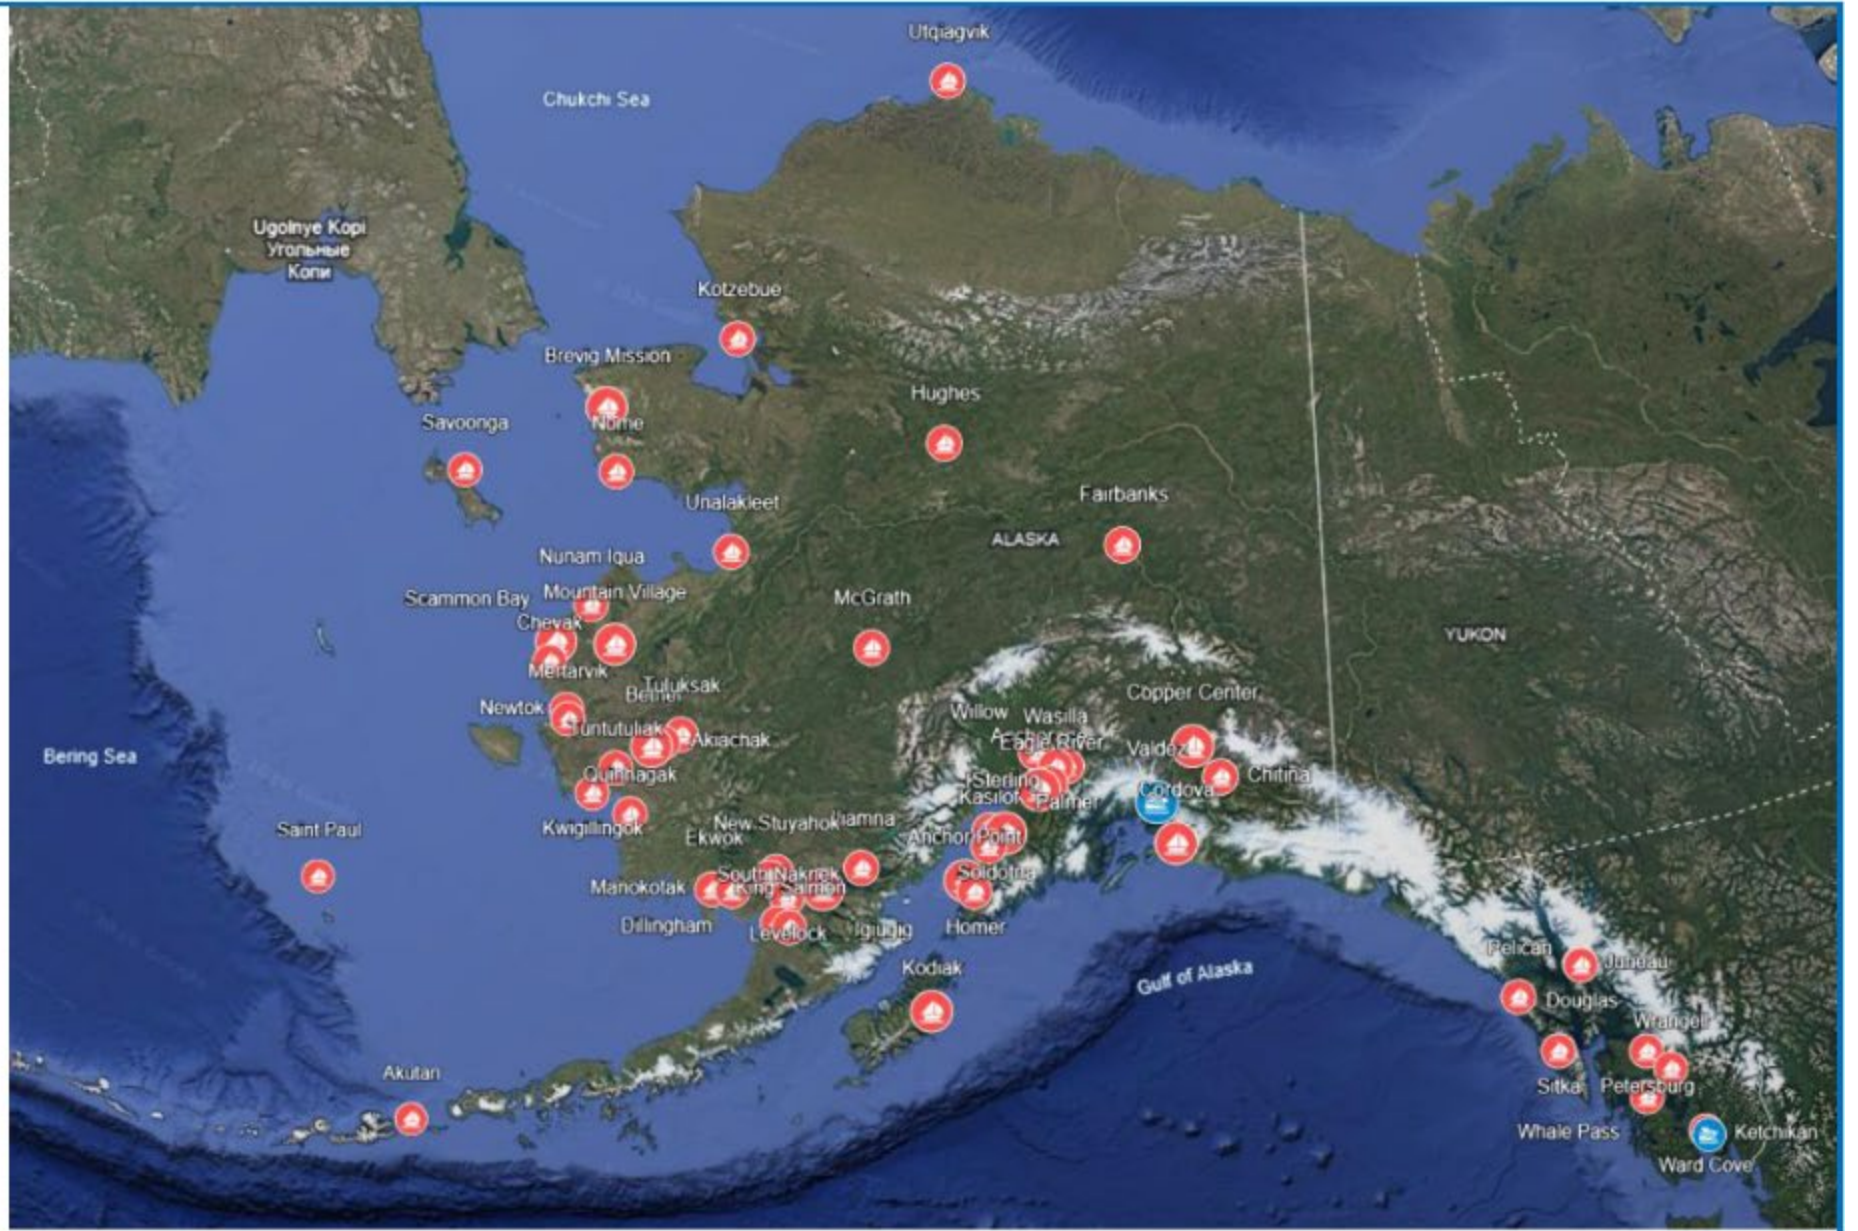 Utqiagvik
Chukchi Sea
Ugolnye Kopi
Угольные
Копи
Kotzebue
Brevig Mission
Hughes
Savoonga
Nome
Fairbanks
Unalakleet
ALASKA
Nunam Iqua
Mountain Village
Scammon Bay
McGrath
Chevak
YUKON
Mertarvik
Tuluksak
Bethel
Copper Center
Newtok
Willow
Wasilla
Tuntutuliak
Akiachak
Eagle River
Valdez
Bering Sea
Quinhagak
Sterling
Chitina
Kasilof
Palmer
Cordova
Kwigillingok
New Stuyahok
Iliamna
Saint Paul
Ekwok
Anchor Point
South Naknek
Soldotna
Manokotak
King Salmon
Dillingham
Levelock
Igiugig
Homer
Pelican
Juneau
Kodiak
Gulf of Alaska
Douglas
Wrangell
Akutan
Sitka
Petersburg
Whale Pass
Ketchikan
Ward Cove